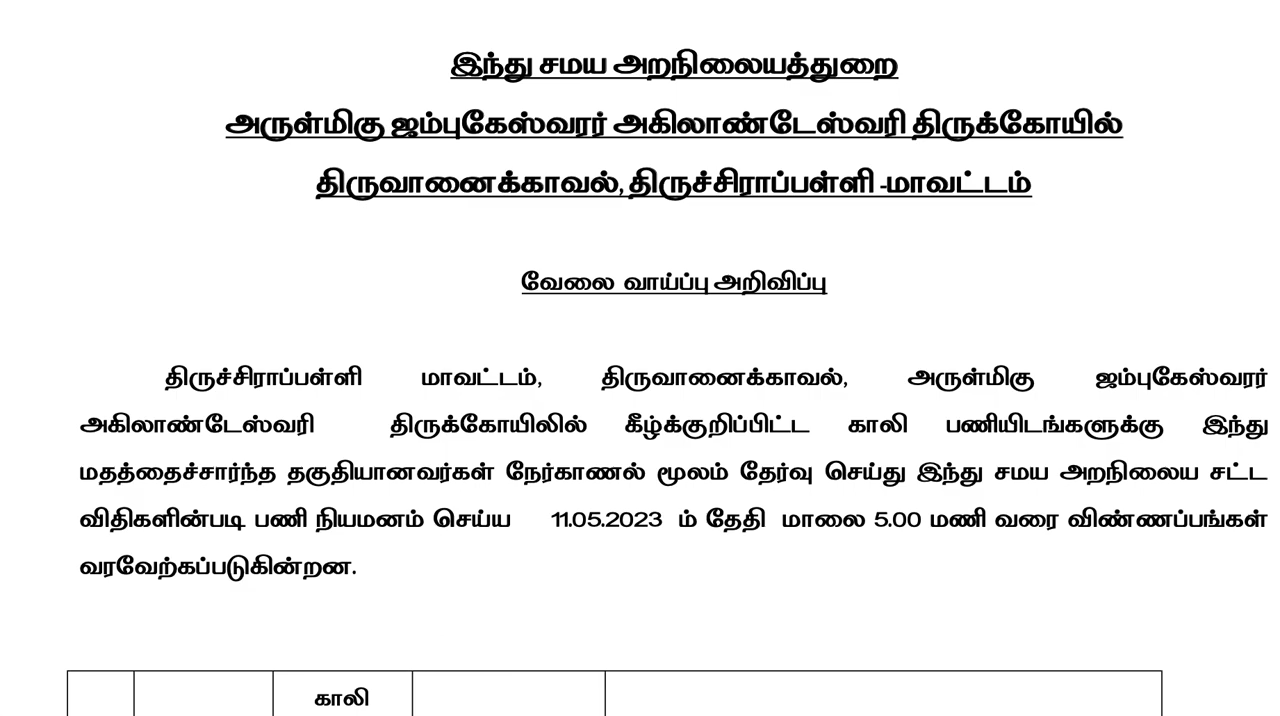 இந்து சமய அறநிலையத்துறை
அருள்மிகு ஜம்புகேஸ்வரர் அகிலாண்டேஸ்வரி திருக்கோயில்
திருவானைக்காவல், திருச்சிராப்பள்ளி -மாவட்டம்
வேலை வாய்ப்பு அறிவிப்பு
திருச்சிராப்பள்ளி மாவட்டம், திருவானைக்காவல், அருள்மிகு ஜம்புகேஸ்வரர்
அகிலாண்டேஸ்வரி திருக்கோயிலில் கீழ்க்குறிப்பிட்ட காலி பணியிடங்களுக்கு இந்து
மதத்தைச்சார்ந்த தகுதியானவர்கள் நேர்காணல் மூலம் தேர்வு செய்து இந்து சமய அறநிலைய சட்ட
விதிகளின்படி பணி நியமனம் செய்ய 11.05.2023 ம் தேதி மாலை 5.00 மணி வரை விண்ணப்பங்கள்
வரவேற்கப்படுகின்றன.
காலி